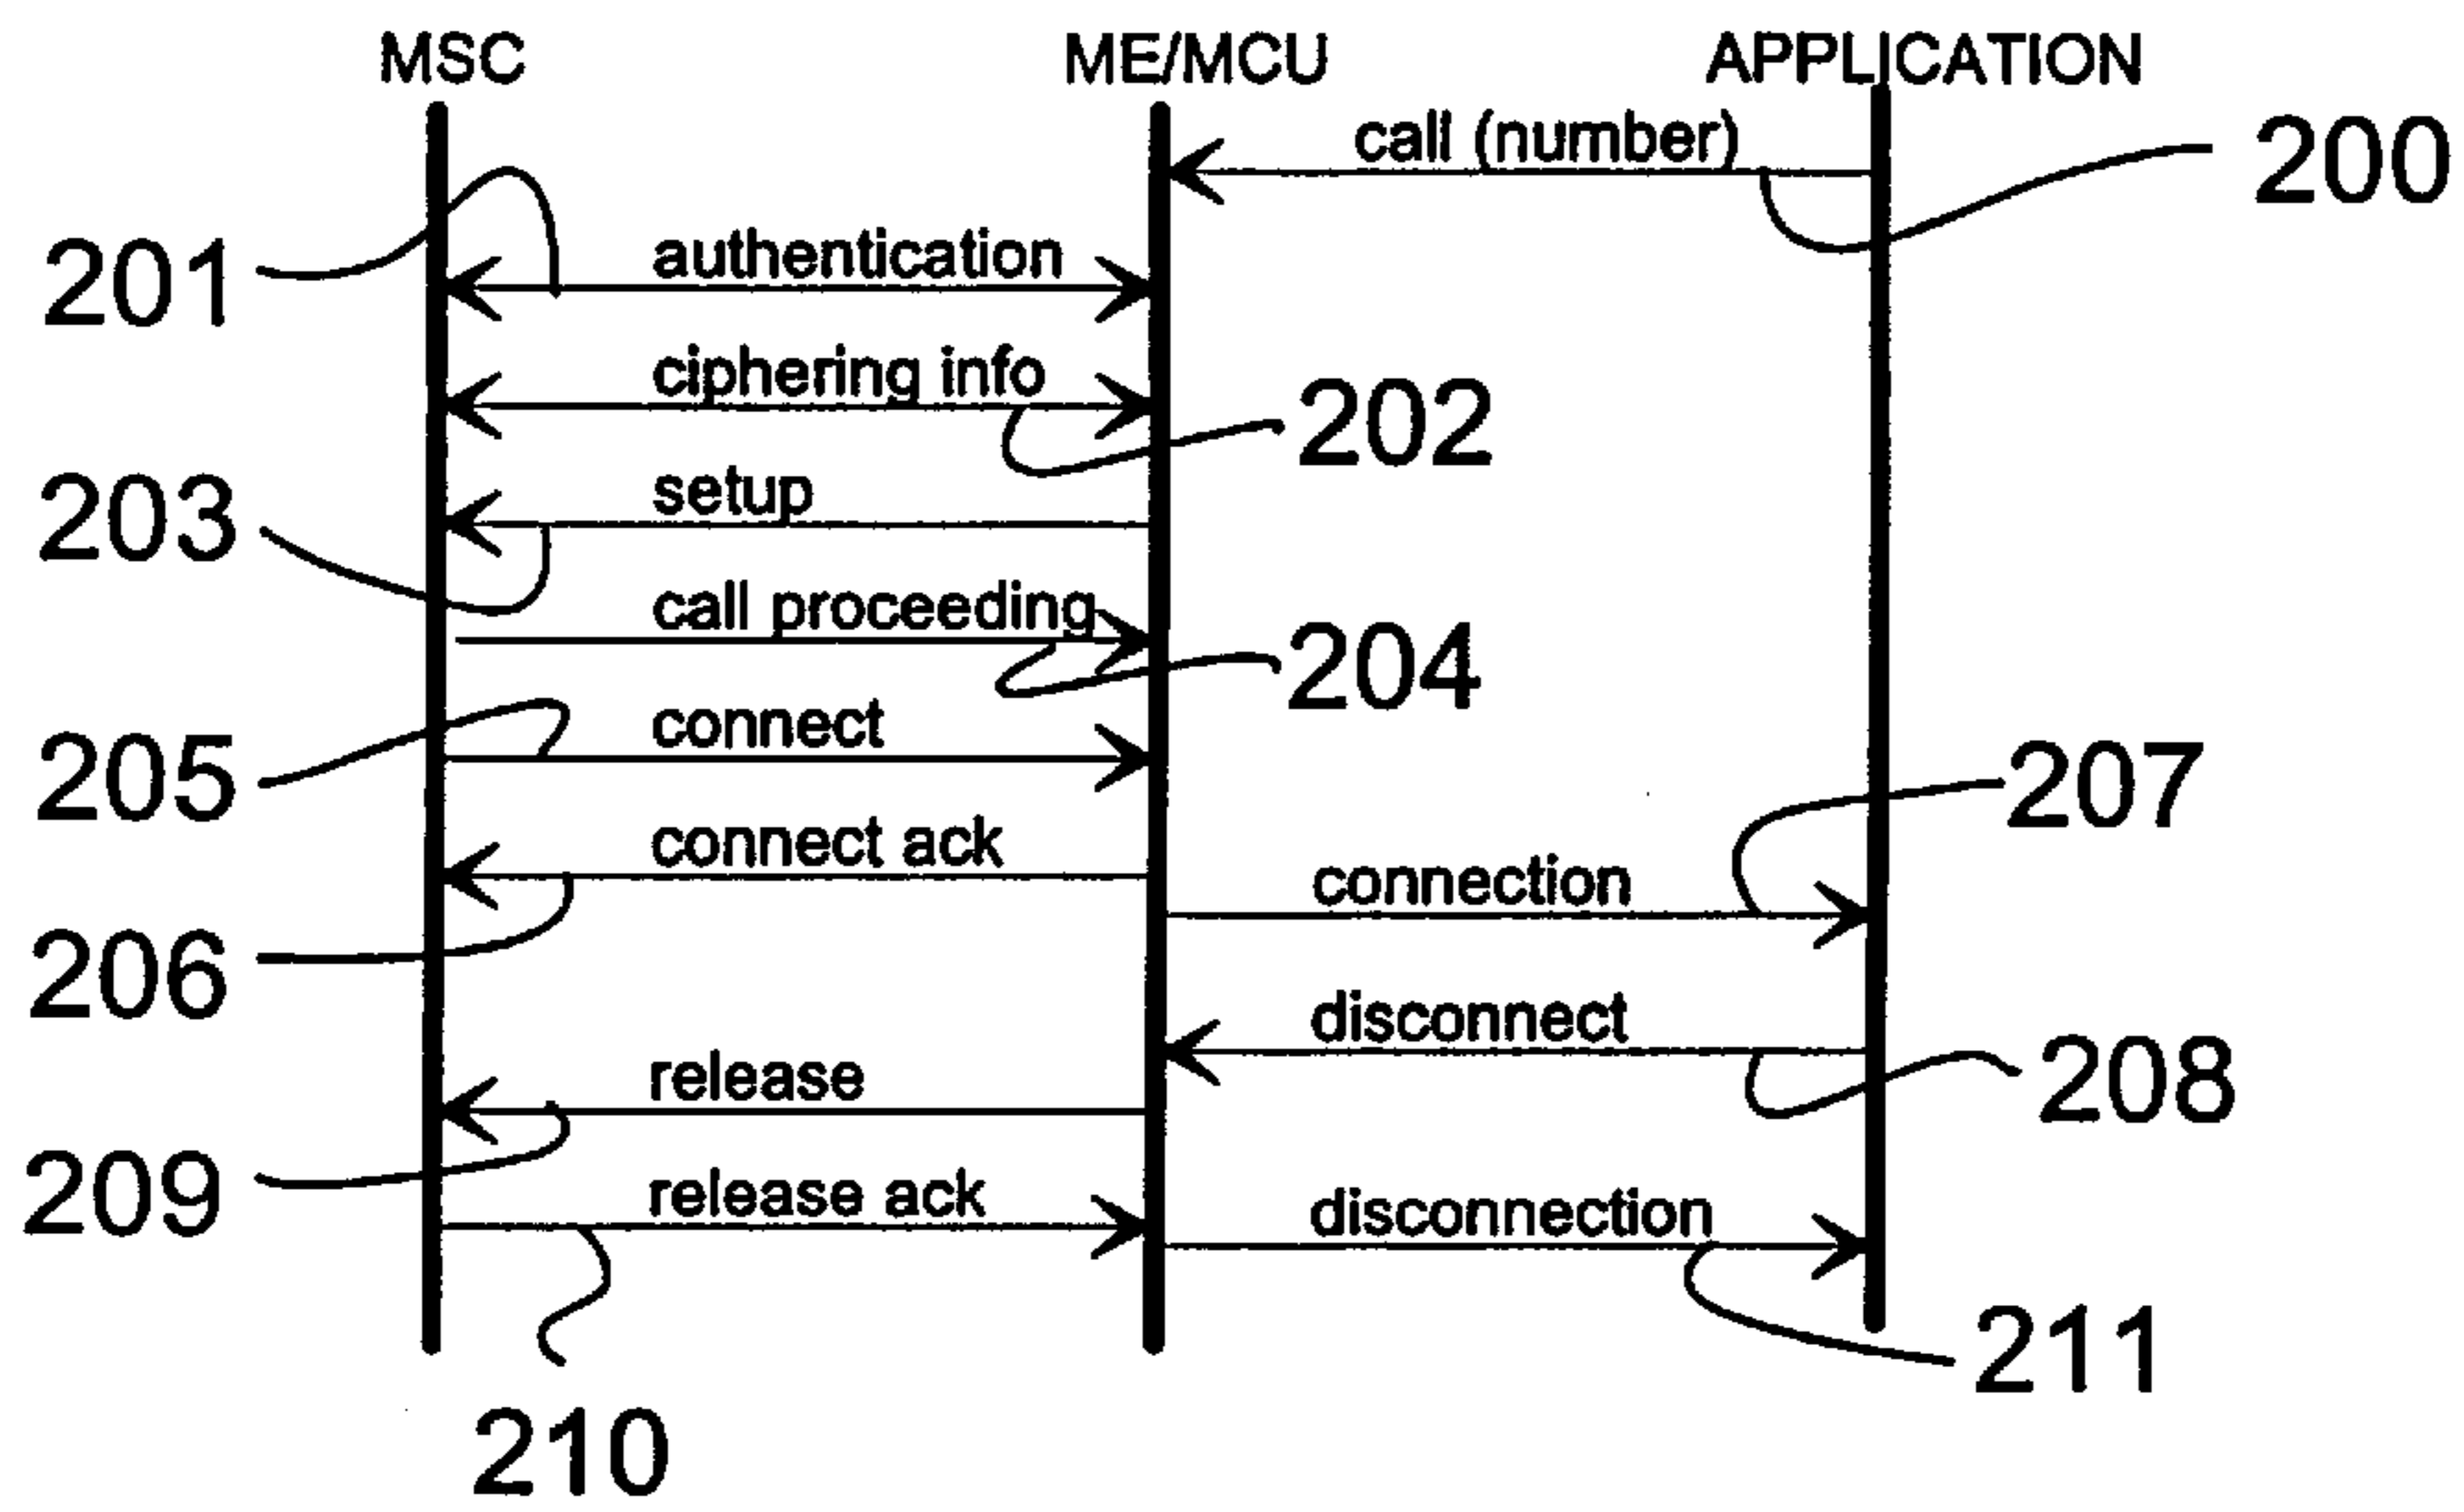 MSC ME/MCU APPLICATION
call (number) 200
201 authentication
ciphering info 202
203 setup
call proceeding 204
205 connect 207
connect ack connection
206 disconnect
release 208
209 release ack disconnection
211
210